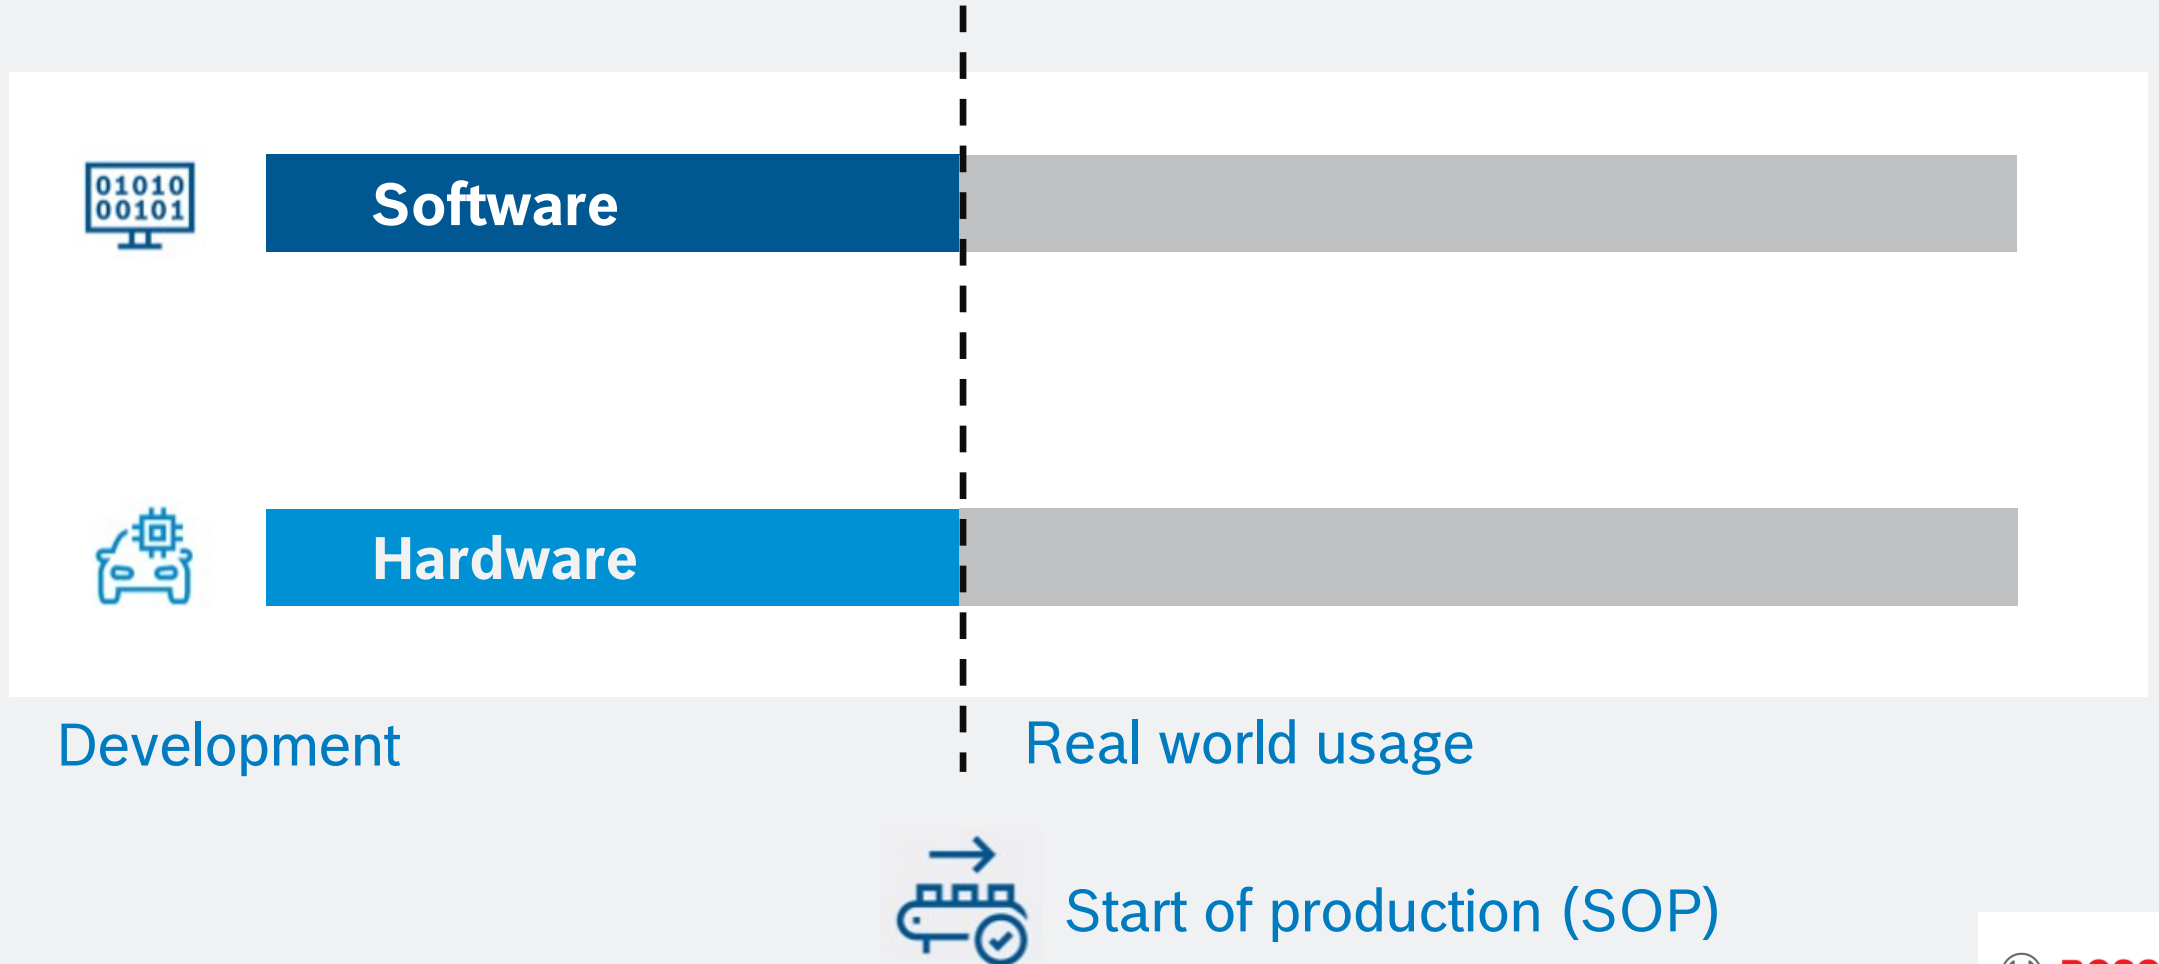 01010
00101
Software
Hardware
Development
Real world usage
Start of production (SOP)